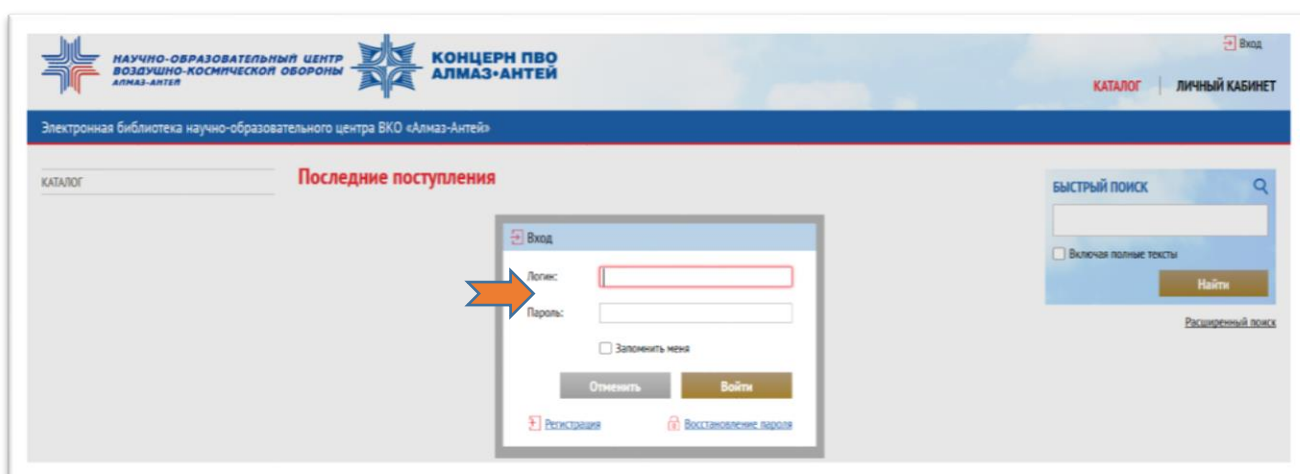 НАУЧНО-ОБРАЗОВАТЕЛЬНЫЙ ЦЕНТР
ВОЗДУШНО-КОСМИЧЕСКОЙ ОБОРОНЫ
АЛМАЗ-АНТЕЙ
КОНЦЕРН ПВО
АЛМАЗ•АНТЕЙ
Вход
КАТАЛОГ
ЛИЧНЫЙ КАБИНЕТ
Электронная библиотека научно-образовательного центра ВКО «Алмаз-Антей»
КАТАЛОГ
Последние поступления
Вход
Логин:
Пароль:
Запомнить меня
Отменить
Войти
Регистрация
Восстановление пароля
БЫСТРЫЙ ПОИСК
Включая полные тексты
Найти
Расширенный поиск